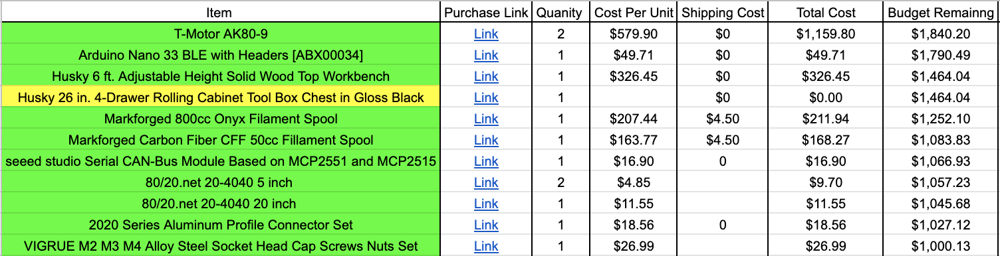 Item Purchase Link Quanity Cost Per Unit Shipping Cost Total Cost Budget Remainng
T-Motor AK80-9 Link 2 $579.90 $0 $1,159.80 $1,840.20
Arduino Nano 33 BLE with Headers [ABX00034] Link 1 $49.71 $0 $49.71 $1,790.49
Husky 6 ft. Adjustable Height Solid Wood Top Workbench Link 1 $326.45 $0 $326.45 $1,464.04
Husky 26 in. 4-Drawer Rolling Cabinet Tool Box Chest in Gloss Black Link 1 $0 $0.00 $1,464.04
Markforged 800cc Onyx Filament Spool Link 1 $207.44 $4.50 $211.94 $1,252.10
Markforged Carbon Fiber CFF 50cc Fillament Spool Link 1 $163.77 $4.50 $168.27 $1,083.83
seeed studio Serial CAN-Bus Module Based on MCP2551 and MCP2515 Link 1 $16.90 0 $16.90 $1,066.93
80/20.net 20-4040 5 inch Link 2 $4.85 $9.70 $1,057.23
80/20.net 20-4040 20 inch Link 1 $11.55 $11.55 $1,045.68
2020 Series Aluminum Profile Connector Set Link 1 $18.56 0 $18.56 $1,027.12
VIGRUE M2 M3 M4 Alloy Steel Socket Head Cap Screws Nuts Set Link 1 $26.99 $26.99 $1,000.13